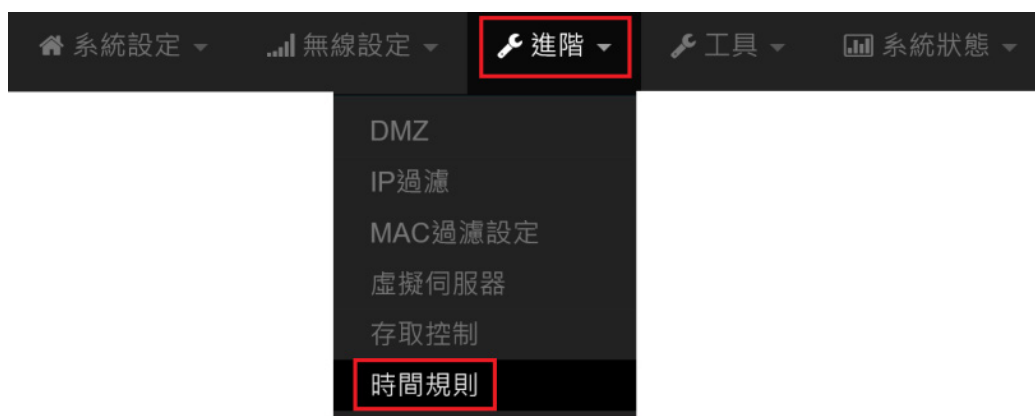 系統設定 無線設定 進階 工具 系統狀態
DMZ
IP過濾
MAC過濾設定
虛擬伺服器
存取控制
時間規則